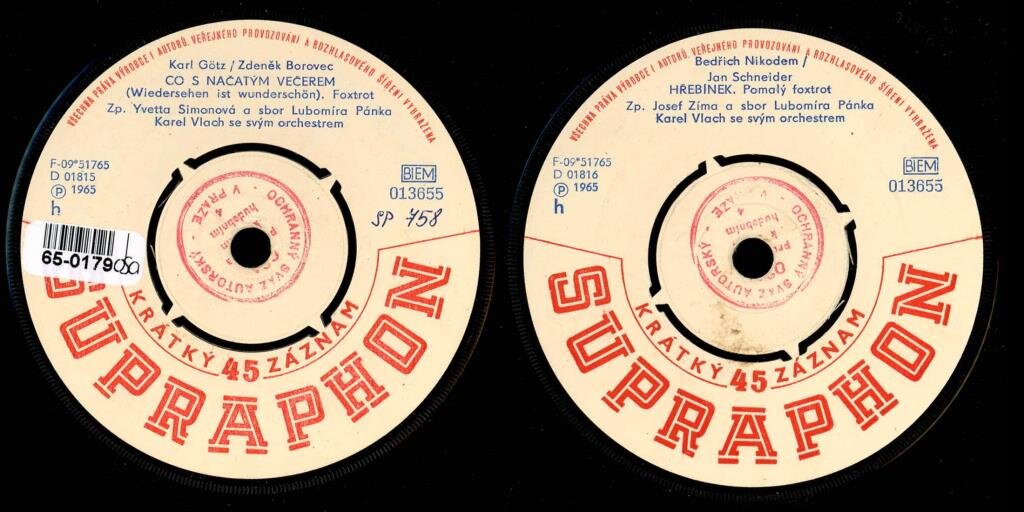 VŠECHNA PRÁVA VÝROBCE I AUTORŮ, VEŘEJNÉHO PROVOZOVÁNÍ A ROZHLASOVÉHO ŠÍŘENÍ VYHRAZENA
Karl Götz / Zdeněk Borovec
CO S NAČATÝM VEČEREM
(Wiedersehen ist wunderschön). Foxtrot
Zp. Yvetta Simonová a sbor Lubomíra Pánka
Karel Vlach se svým orchestrem
F-09*51765
D 01815
Ⓟ 1965
h
BIEM
013655
SP 758
OCHRANNÝ SVAZ AUTORSKÝ - V PRAZE -
hudebním
65-0179
KRÁTKÝ 45 ZÁZNAM
SUPRAPHON
VŠECHNA PRÁVA VÝROBCE I AUTORŮ, VEŘEJNÉHO PROVOZOVÁNÍ A ROZHLASOVÉHO ŠÍŘENÍ VYHRAZENA
Bedřich Nikodem /
Jan Schneider
HŘEBÍNEK. Pomalý foxtrot
Zp. Josef Zíma a sbor Lubomíra Pánka
Karel Vlach se svým orchestrem
F-09*51765
D 01816
Ⓟ 1965
h
BIEM
013655
OCHRANNÝ SVAZ AUTORSKÝ - V PRAZE -
hudebním
KRÁTKÝ 45 ZÁZNAM
SUPRAPHON